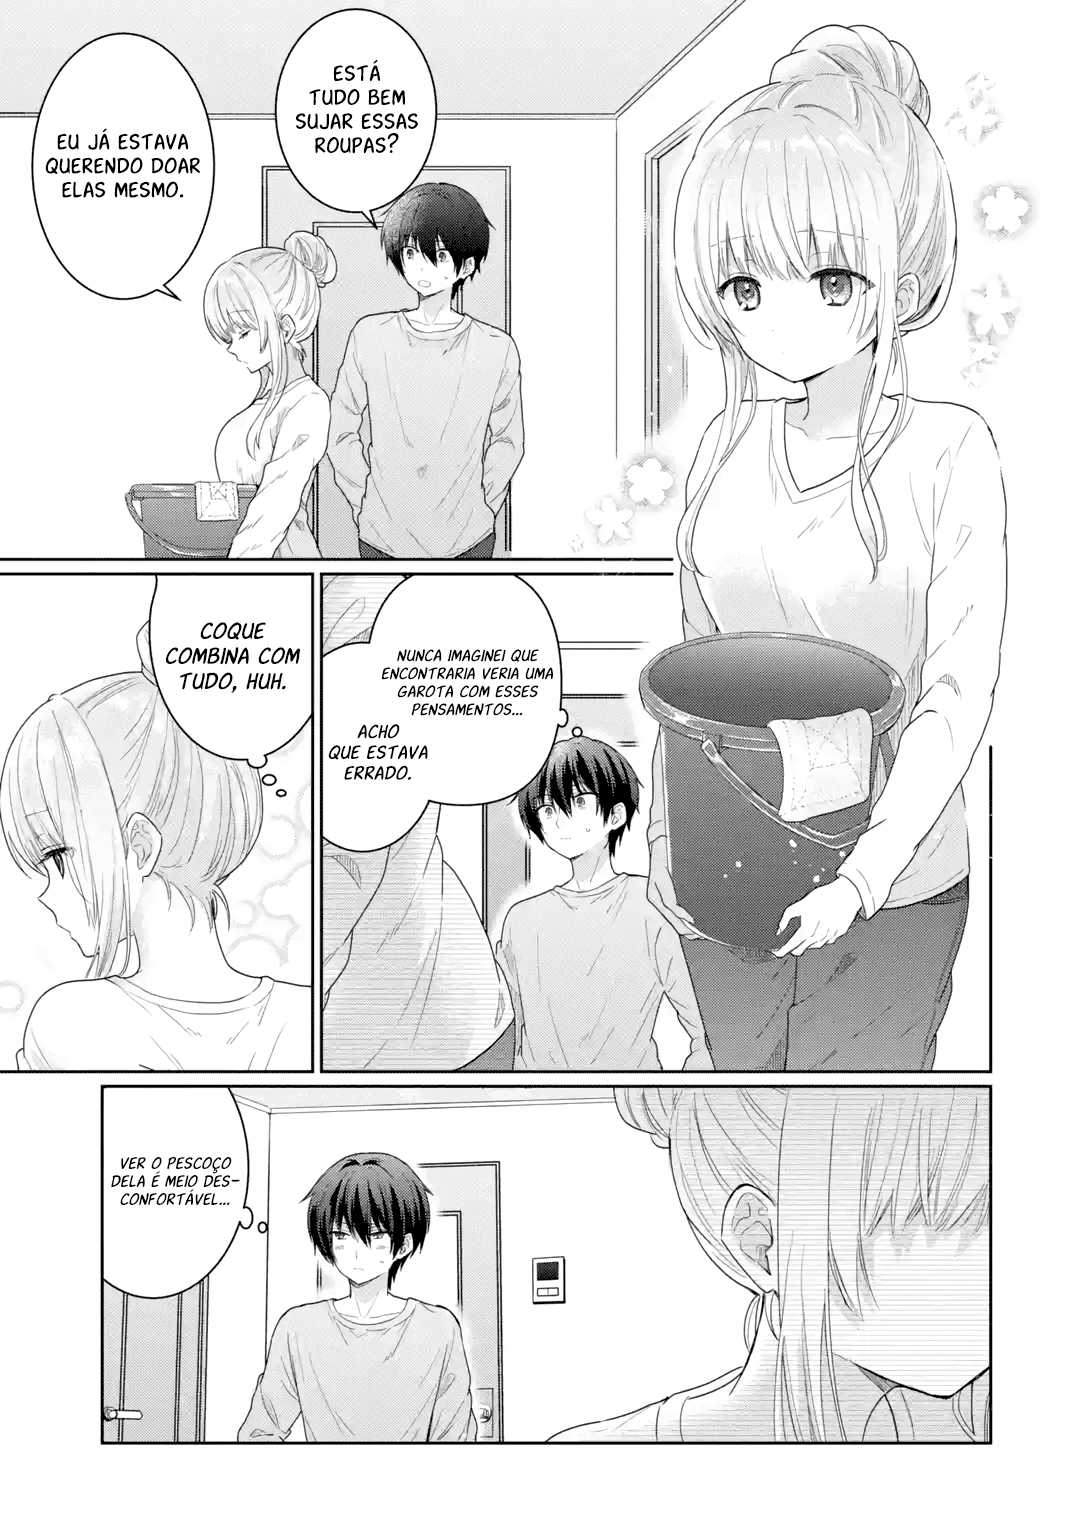 ESTÁ
TUDO BEM
SUJAR ESSAS
ROUPAS?
EU JÁ ESTAVA
QUERENDO DOAR
ELAS MESMO.
NUNCA IMAGINEI QUE
ENCONTRARIA VERIA UMA
GAROTA COM ESSES
PENSAMENTOS...
ACHO
QUE ESTAVA
ERRADO.
COQUE
COMBINA COM
TUDO, HUH.
VER O PESCOÇO
DELA É MEIO DES-
CONFORTÁVEL...